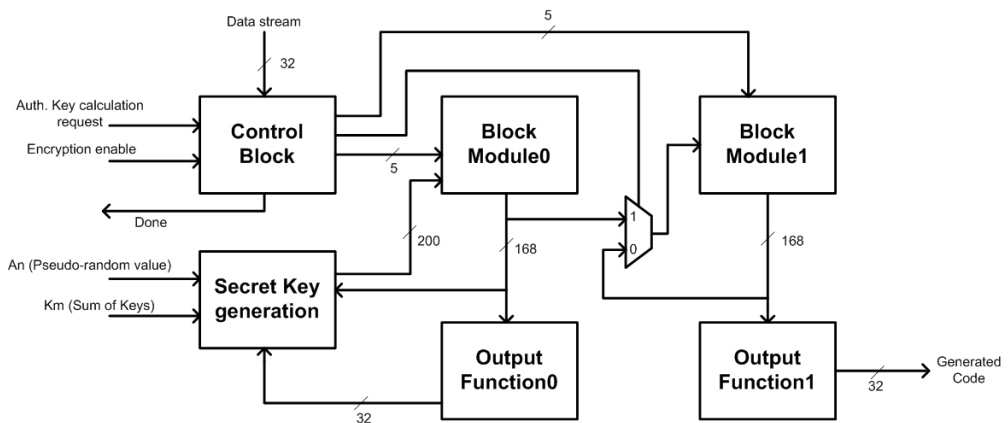 Data stream
5
32
Auth. Key calculation
request
Control
Block
Block
Module0
Block
Module1
Encryption enable
5
Done
1
0
200
168
168
An (Pseudo-random value)
Secret Key
generation
Km (Sum of Keys)
Output
Function0
Output
Function1
Generated
Code
32
32